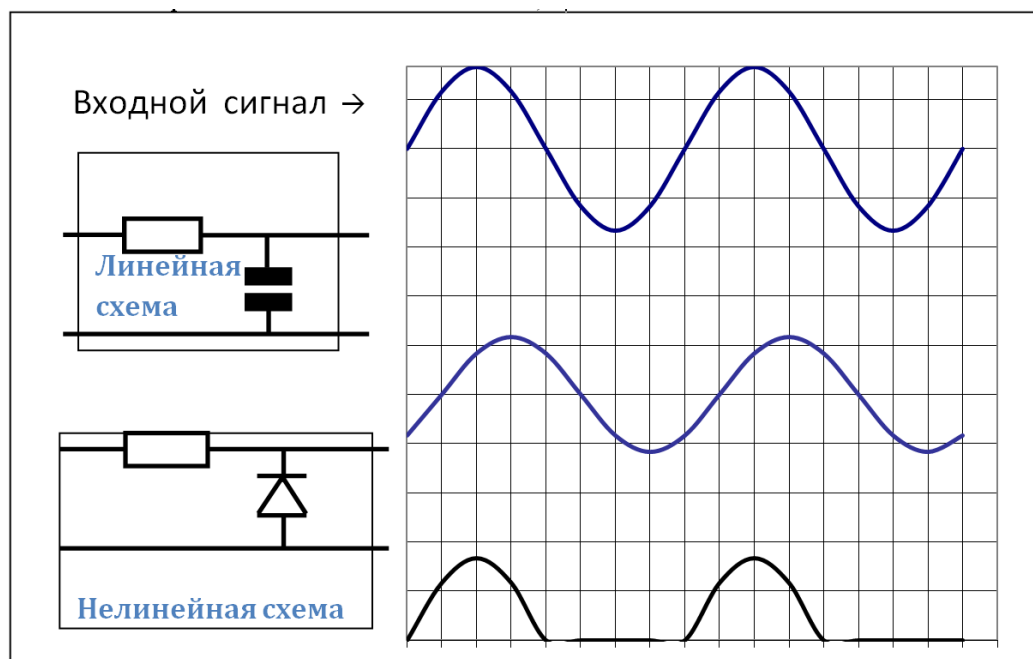 Входной сигнал →
Линейная
схема
Нелинейная схема